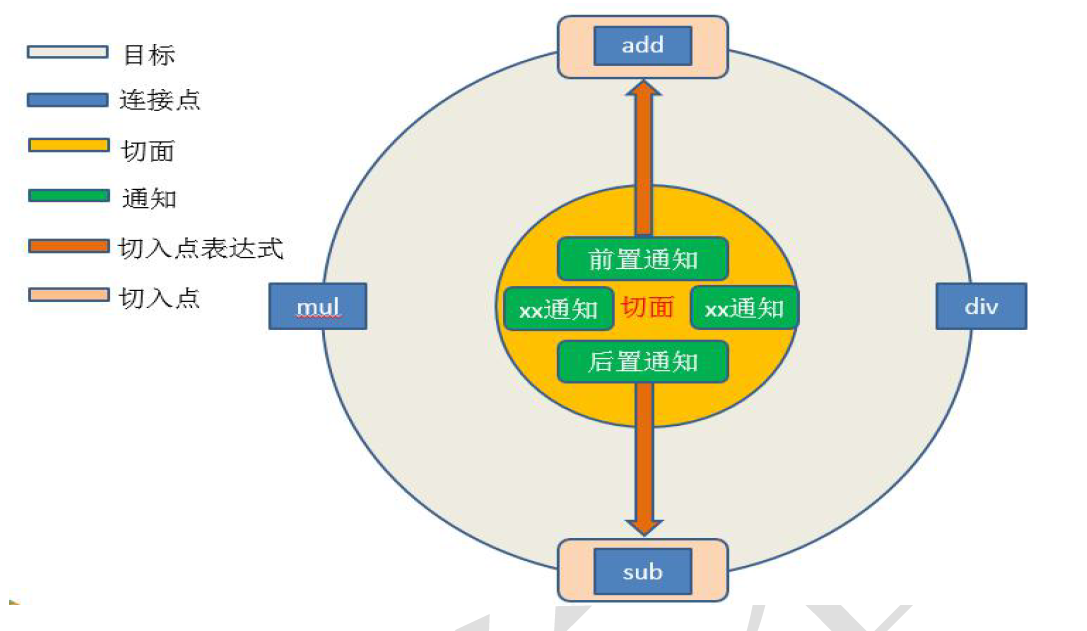 目标
连接点
切面
通知
切入点表达式
切入点
add
前置通知
mul
xx通知
切面
xx通知
div
后置通知
sub